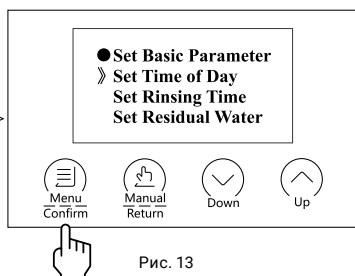 ●Set Basic Parameter
》Set Time of Day
Set Rinsing Time
Set Residual Water
Menu
Confirm
Manual
Return
Down
Up
Рис. 13